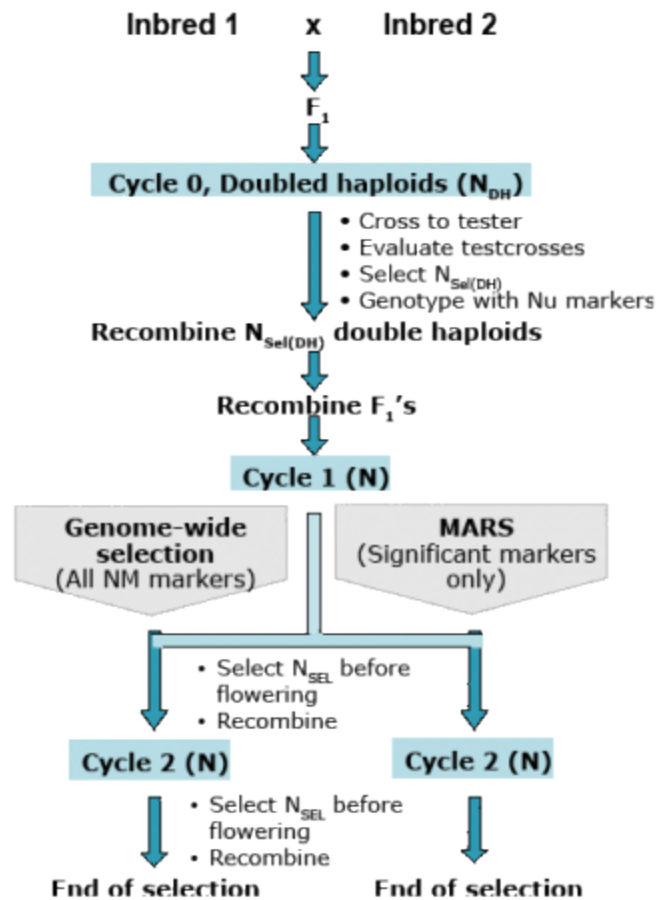 Inbred 1 x Inbred 2
F1
Cycle 0, Doubled haploids (NDH)
• Cross to tester
• Evaluate testcrosses
• Select NSel(DH)
• Genotype with Nu markers
Recombine NSel(DH) double haploids
Recombine F1's
Cycle 1 (N)
Genome-wide
selection
(All NM markers)
MARS
(Significant markers
only)
• Select NSEL before
flowering
• Recombine
Cycle 2 (N)
Cycle 2 (N)
• Select NSEL before
flowering
• Recombine
End of selection
End of selection